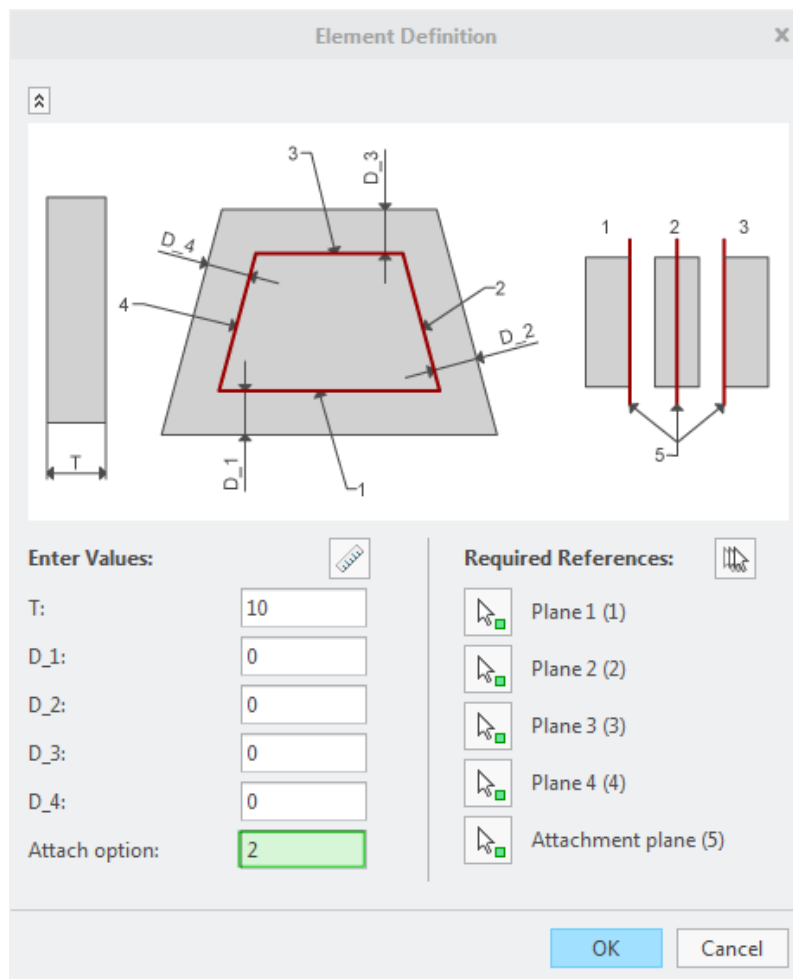 Element Definition
3
D_3
D_4
4
2
D_2
D_1
1
T
1 2 3
5
Enter Values:
T: 10
D_1: 0
D_2: 0
D_3: 0
D_4: 0
Attach option: 2
Required References:
Plane 1 (1)
Plane 2 (2)
Plane 3 (3)
Plane 4 (4)
Attachment plane (5)
OK Cancel